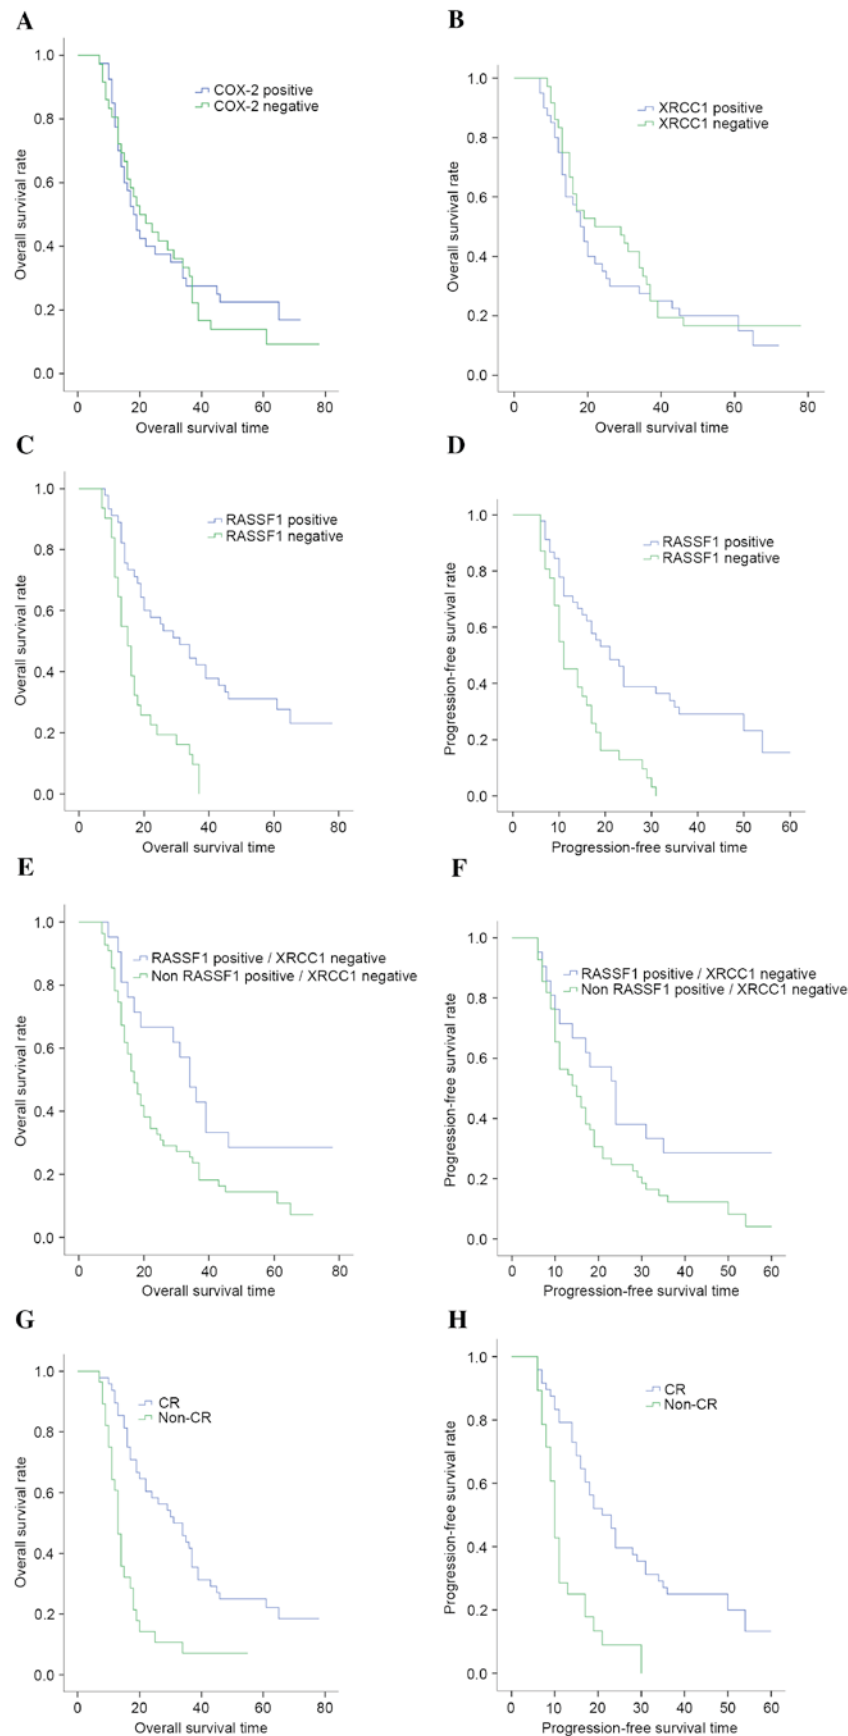 A
1.0
0.8
0.6
0.4
0.2
0.0
0 20 40 60 80
Overall survival rate
Overall survival time
COX-2 positive
COX-2 negative
B
1.0
0.8
0.6
0.4
0.2
0.0
0 20 40 60 80
Overall survival rate
Overall survival time
XRCC1 positive
XRCC1 negative
C
1.0
0.8
0.6
0.4
0.2
0.0
0 20 40 60 80
Overall survival rate
Overall survival time
RASSF1 positive
RASSF1 negative
D
1.0
0.8
0.6
0.4
0.2
0.0
0 10 20 30 40 50 60
Progression-free survival rate
Progression-free survival time
RASSF1 positive
RASSF1 negative
E
1.0
0.8
0.6
0.4
0.2
0.0
0 20 40 60 80
Overall survival rate
Overall survival time
RASSF1 positive / XRCC1 negative
Non RASSF1 positive / XRCC1 negative
F
1.0
0.8
0.6
0.4
0.2
0.0
0 10 20 30 40 50 60
Progression-free survival rate
Progression-free survival time
RASSF1 positive / XRCC1 negative
Non RASSF1 positive / XRCC1 negative
G
1.0
0.8
0.6
0.4
0.2
0.0
0 20 40 60 80
Overall survival rate
Overall survival time
CR
Non-CR
H
1.0
0.8
0.6
0.4
0.2
0.0
0 10 20 30 40 50 60
Progression-free survival rate
Progression-free survival time
CR
Non-CR